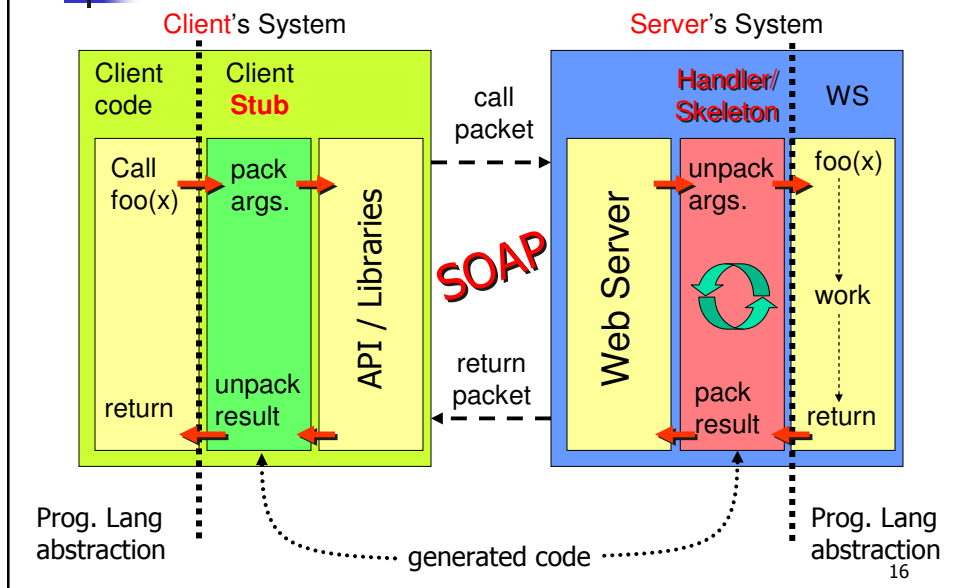 Client's System
Server's System
Client
code
Client
Stub
call
packet
Handler/
Skeleton
WS
Call
foo(x)
pack
args.
API / Libraries
SOAP
Web Server
unpack
args.
foo(x)
work
return
packet
return
unpack
result
pack
result
return
Prog. Lang
abstraction
generated code
Prog. Lang
abstraction
16